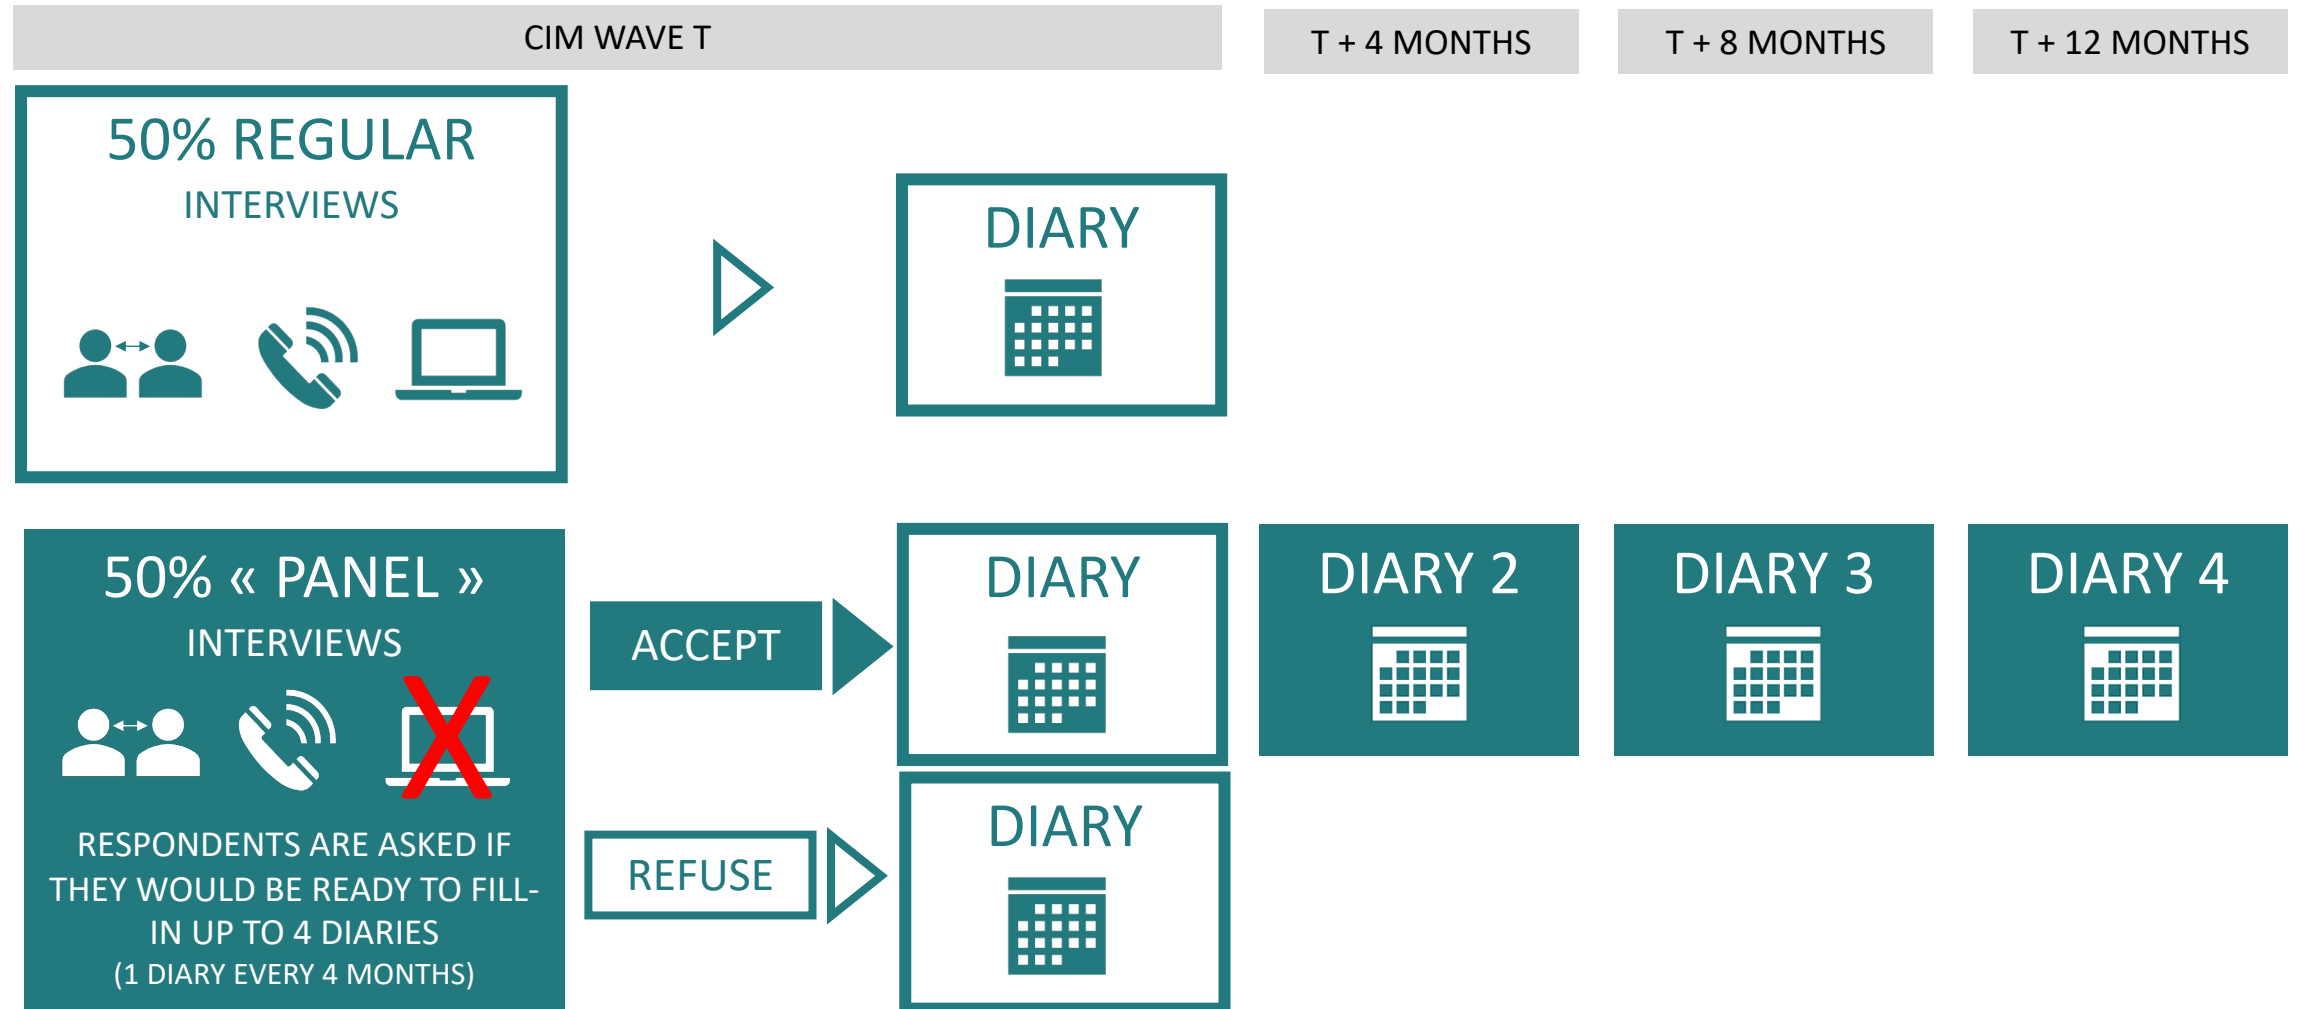 CIM WAVE T
T + 4 MONTHS
T + 8 MONTHS
T + 12 MONTHS
50% REGULAR
INTERVIEWS
DIARY
50% « PANEL »
INTERVIEWS
RESPONDENTS ARE ASKED IF
THEY WOULD BE READY TO FILL-
IN UP TO 4 DIARIES
(1 DIARY EVERY 4 MONTHS)
ACCEPT
DIARY
DIARY 2
DIARY 3
DIARY 4
REFUSE
DIARY